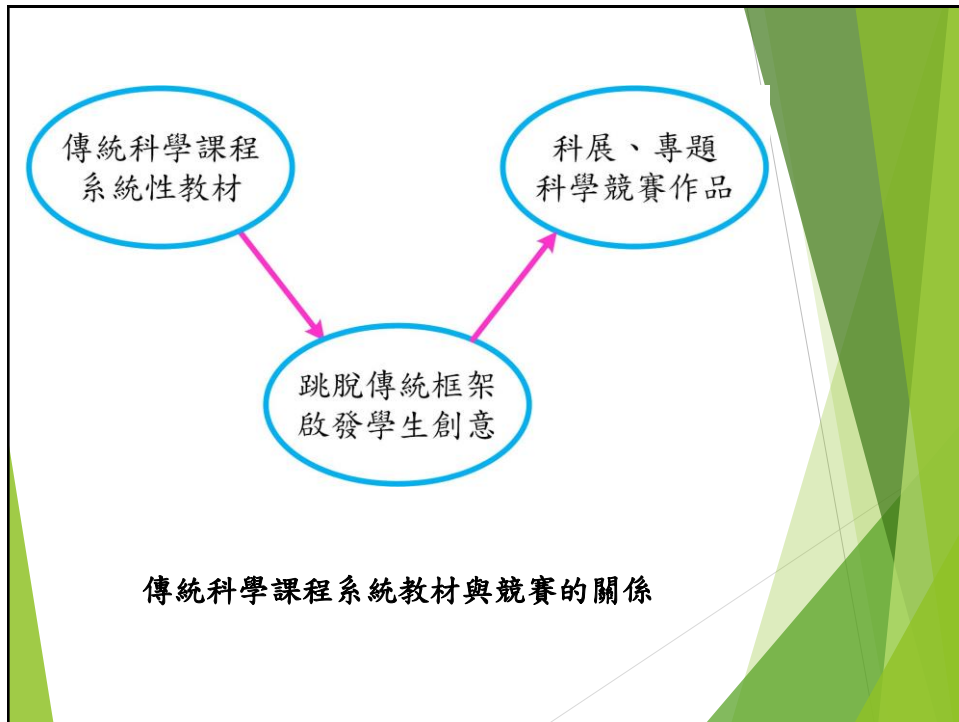 傳統科學課程
系統性教材
科展、專題
科學競賽作品
跳脫傳統框架
啟發學生創意
傳統科學課程系統教材與競賽的關係